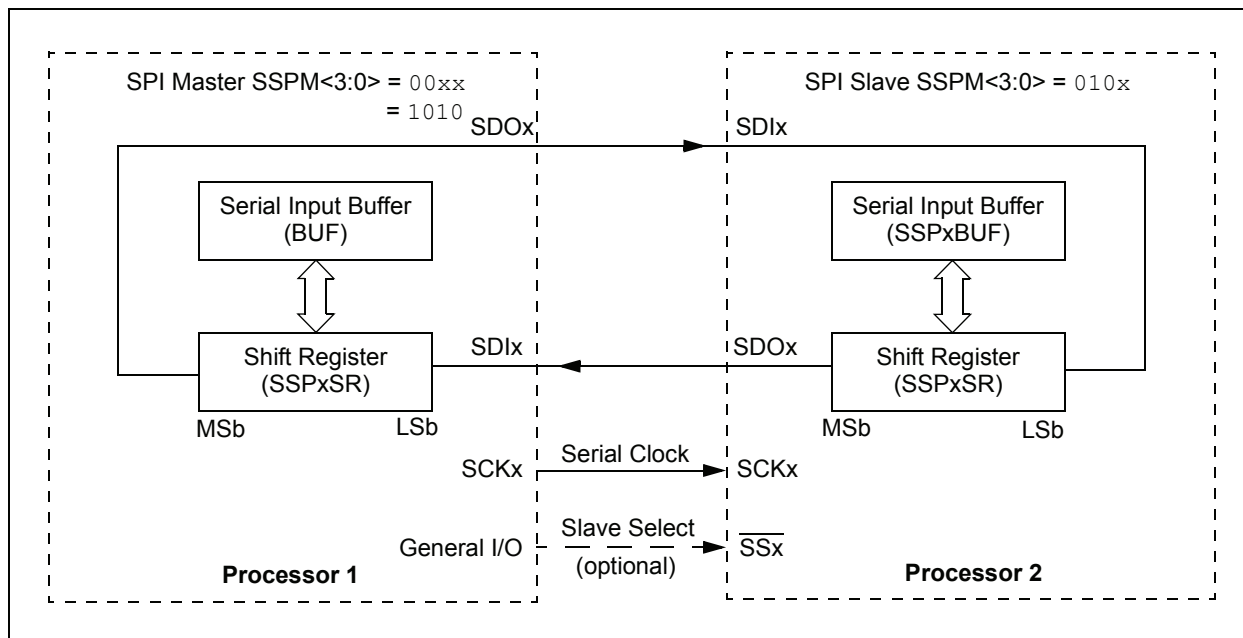 SPI Master SSPM<3:0> = 00xx
= 1010
SDOx
Serial Input Buffer
(BUF)
Shift Register
(SSPxSR)
MSb
LSb
SDIx
SCKx
General I/O
Processor 1
Serial Clock
Slave Select
(optional)
SPI Slave SSPM<3:0> = 010x
SDIx
Serial Input Buffer
(SSPxBUF)
SDOx
Shift Register
(SSPxSR)
MSb
LSb
SCKx
S̅S̅x̅
Processor 2